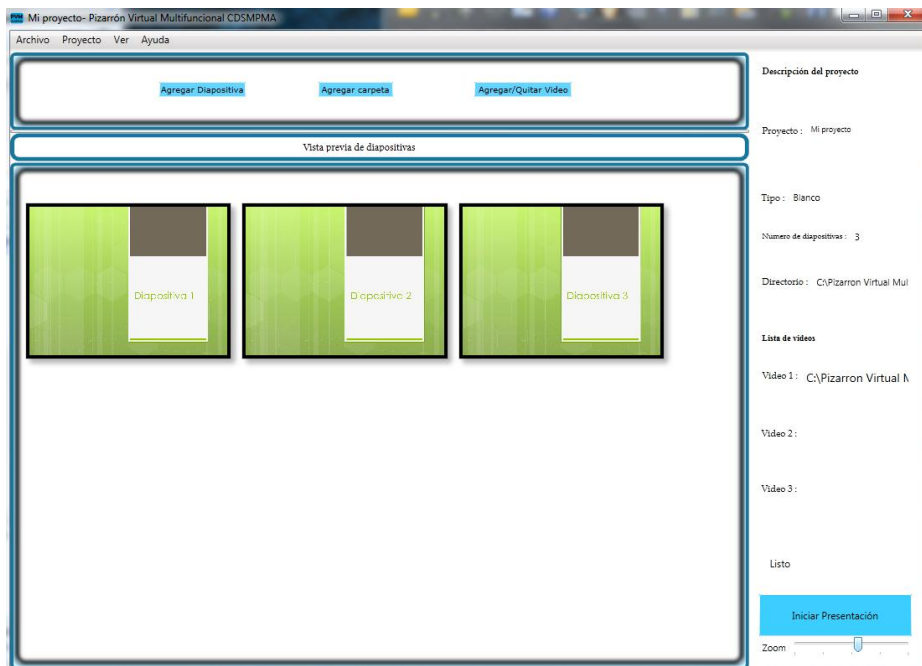 Mi proyecto- Pizarrón Virtual Multifuncional CDSMPMA
Archivo Proyecto Ver Ayuda
Agregar Diapositiva Agregar carpeta Agregar/Quitar Video
Vista previa de diapositivas
Diapositiva 1 Diapositiva 2 Diapositiva 3
Descripción del proyecto
Proyecto : Mi proyecto
Tipo : Blanco
Numero de diapositivas : 3
Directorio : C:\Pizarron Virtual Mul
Lista de videos
Video 1 : C:\Pizarron Virtual
Video 2 :
Video 3 :
Listo
Iniciar Presentación
Zoom